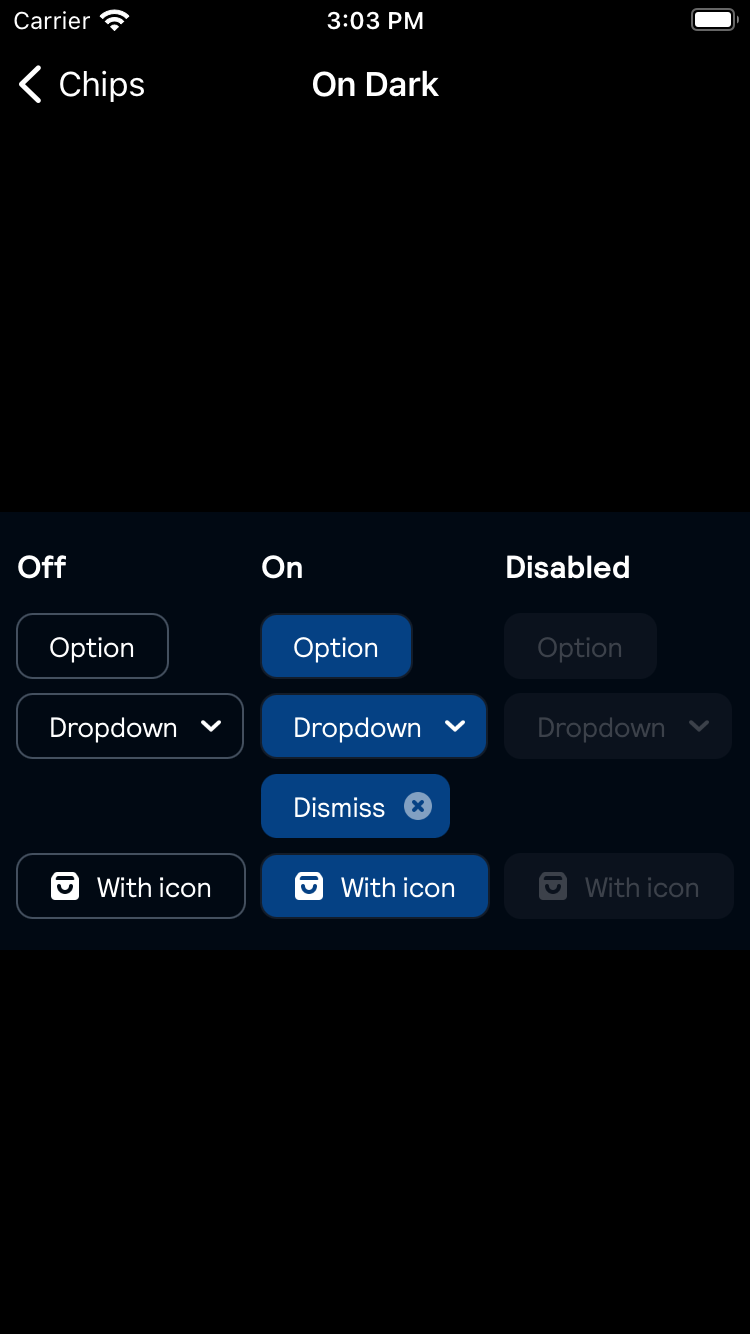 Carrier 3:03 PM
Chips On Dark
Off On Disabled
Option Option Option
Dropdown Dropdown Dropdown
Dismiss
With icon With icon With icon